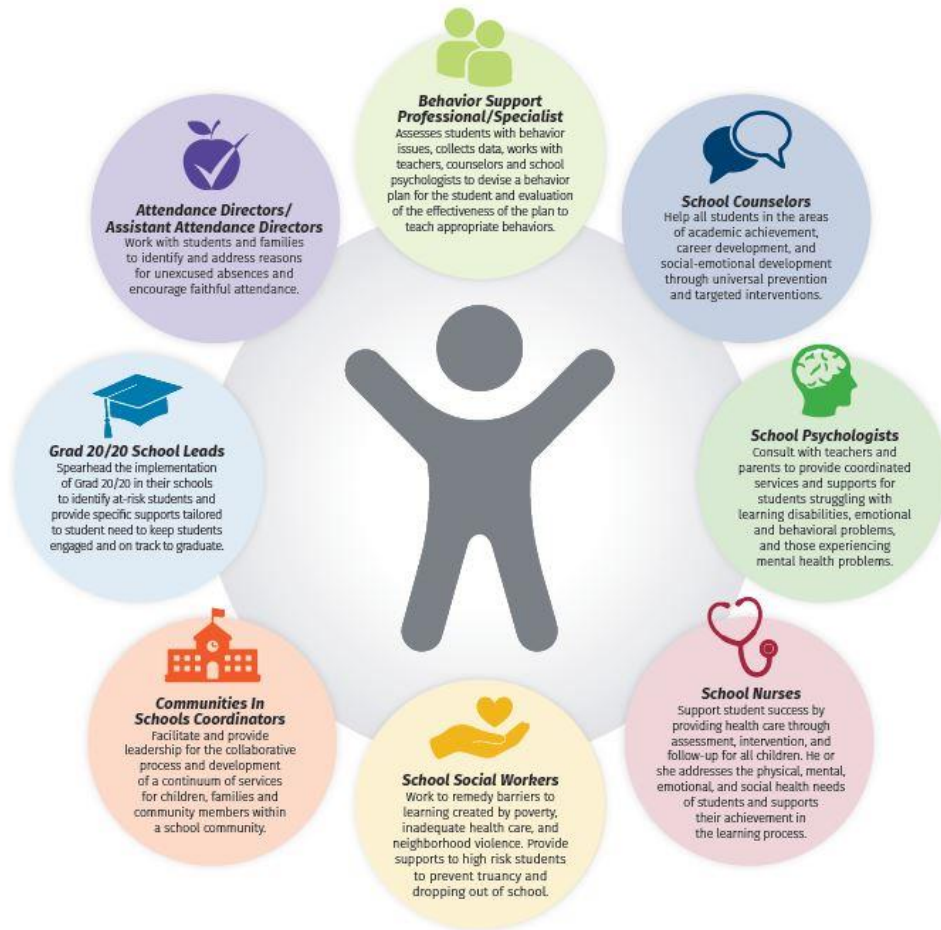 Behavior Support
Professional/Specialist
Assesses students with behavior
issues, collects data, works with
teachers, counselors and school
psychologists to devise a behavior
plan for the student and evaluation
of the effectiveness of the plan to
teach appropriate behaviors.
School Counselors
Help all students in the areas
of academic achievement,
career development, and
social-emotional development
through universal prevention
and targeted interventions.
School Psychologists
Consult with teachers and
parents to provide coordinated
services and supports for
students struggling with
learning disabilities, emotional
and behavioral problems,
and those experiencing
mental health problems.
School Nurses
Support student success by
providing health care through
assessment, intervention, and
follow-up for all children. He or
she addresses the physical, mental,
emotional, and social health needs
of students and supports
their achievement in
the learning process.
School Social Workers
Work to remedy barriers to
learning created by poverty,
inadequate health care, and
neighborhood violence. Provide
supports to high risk students
to prevent truancy and
dropping out of school.
Communities In
Schools Coordinators
Facilitate and provide
leadership for the collaborative
process and development
of a continuum of services
for children, families and
community members within
a school community.
Grad 20/20 School Leads
Spearhead the implementation
of Grad 20/20 in their schools
to identify at-risk students and
provide specific supports tailored
to student need to keep students
engaged and on track to graduate.
Attendance Directors/
Assistant Attendance Directors
Work with students and families
to identify and address reasons
for unexcused absences and
encourage faithful attendance.